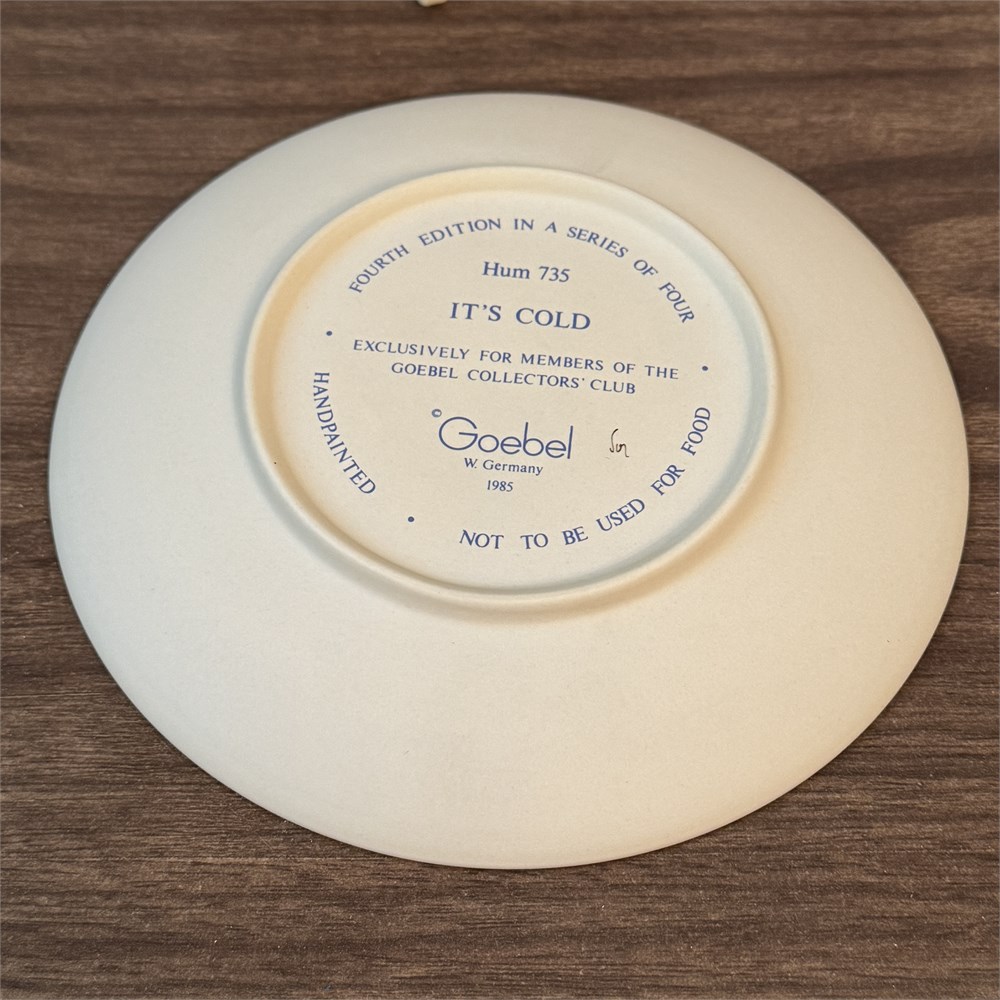 FOURTH EDITION IN A SERIES OF FOUR
Hum 735
IT'S COLD
EXCLUSIVELY FOR MEMBERS OF THE
GOEBEL COLLECTORS' CLUB
© Goebel
W. Germany
1985
HANDPAINTED
NOT TO BE USED FOR FOOD